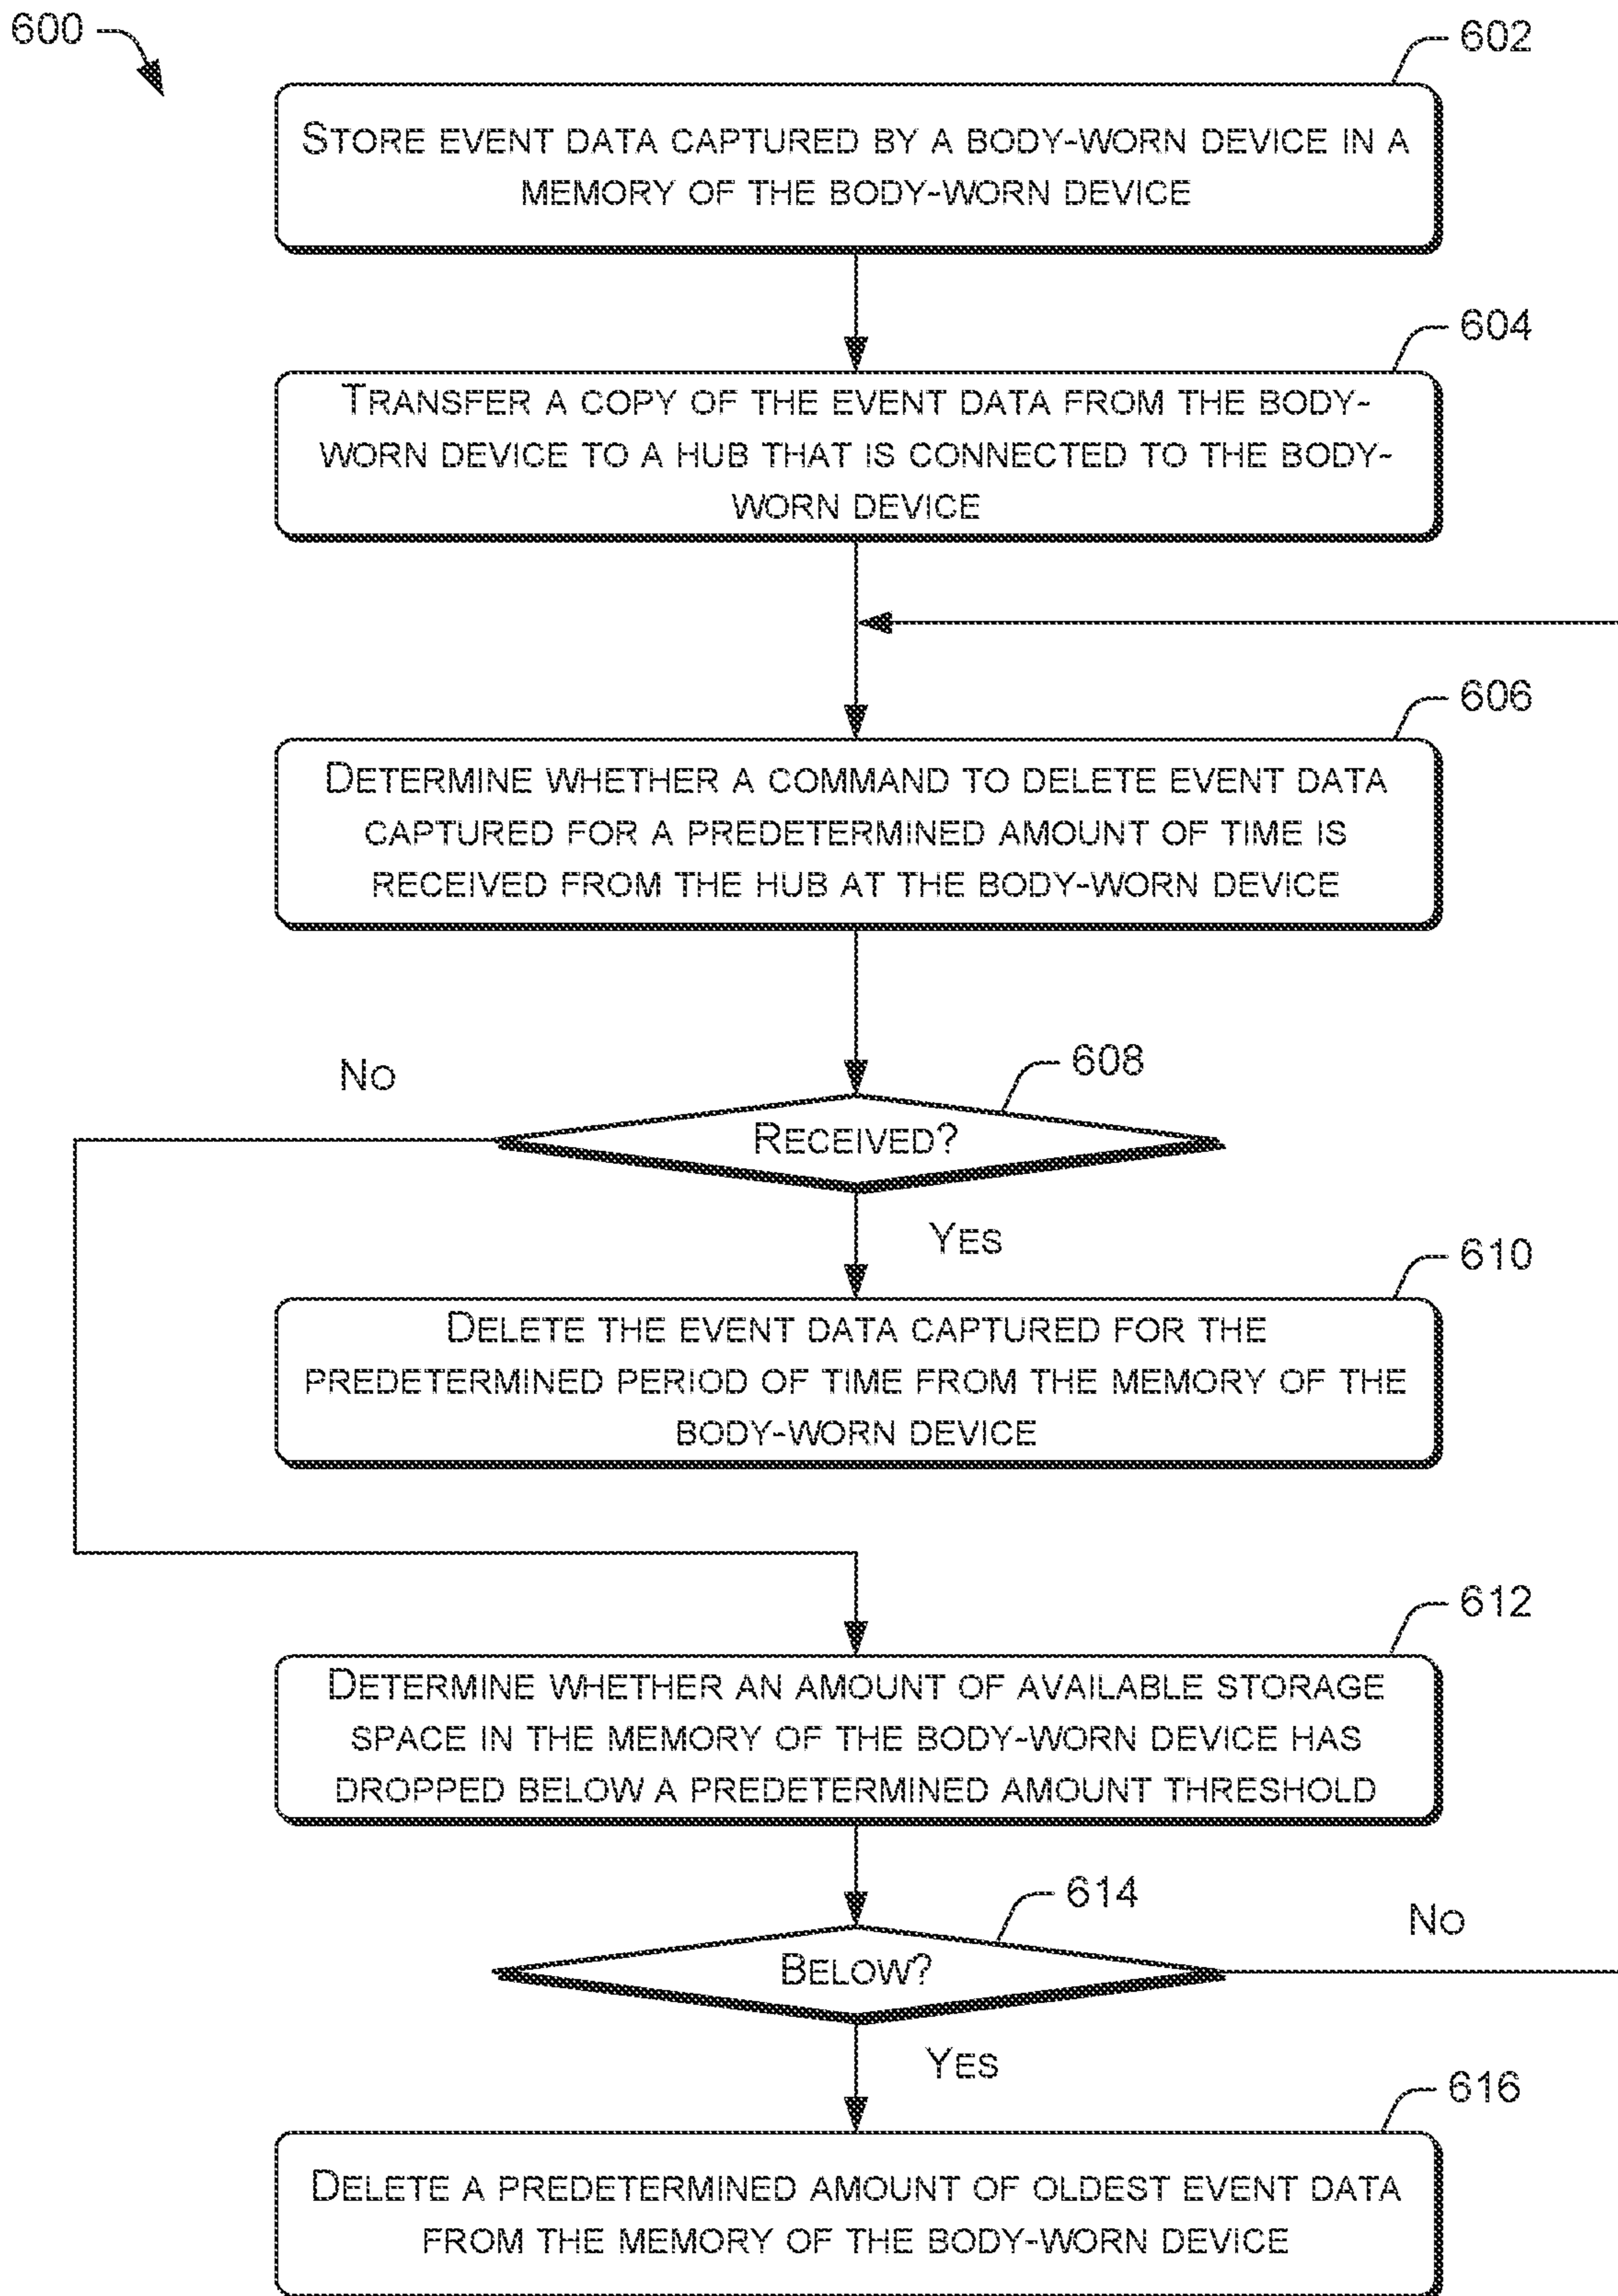 600
602
STORE EVENT DATA CAPTURED BY A BODY-WORN DEVICE IN A
MEMORY OF THE BODY-WORN DEVICE
604
TRANSFER A COPY OF THE EVENT DATA FROM THE BODY-
WORN DEVICE TO A HUB THAT IS CONNECTED TO THE BODY-
WORN DEVICE
606
DETERMINE WHETHER A COMMAND TO DELETE EVENT DATA
CAPTURED FOR A PREDETERMINED AMOUNT OF TIME IS
RECEIVED FROM THE HUB AT THE BODY-WORN DEVICE
NO
608
RECEIVED?
YES
610
DELETE THE EVENT DATA CAPTURED FOR THE
PREDETERMINED PERIOD OF TIME FROM THE MEMORY OF THE
BODY-WORN DEVICE
612
DETERMINE WHETHER AN AMOUNT OF AVAILABLE STORAGE
SPACE IN THE MEMORY OF THE BODY-WORN DEVICE HAS
DROPPED BELOW A PREDETERMINED AMOUNT THRESHOLD
614
NO
BELOW?
YES
616
DELETE A PREDETERMINED AMOUNT OF OLDEST EVENT DATA
FROM THE MEMORY OF THE BODY-WORN DEVICE